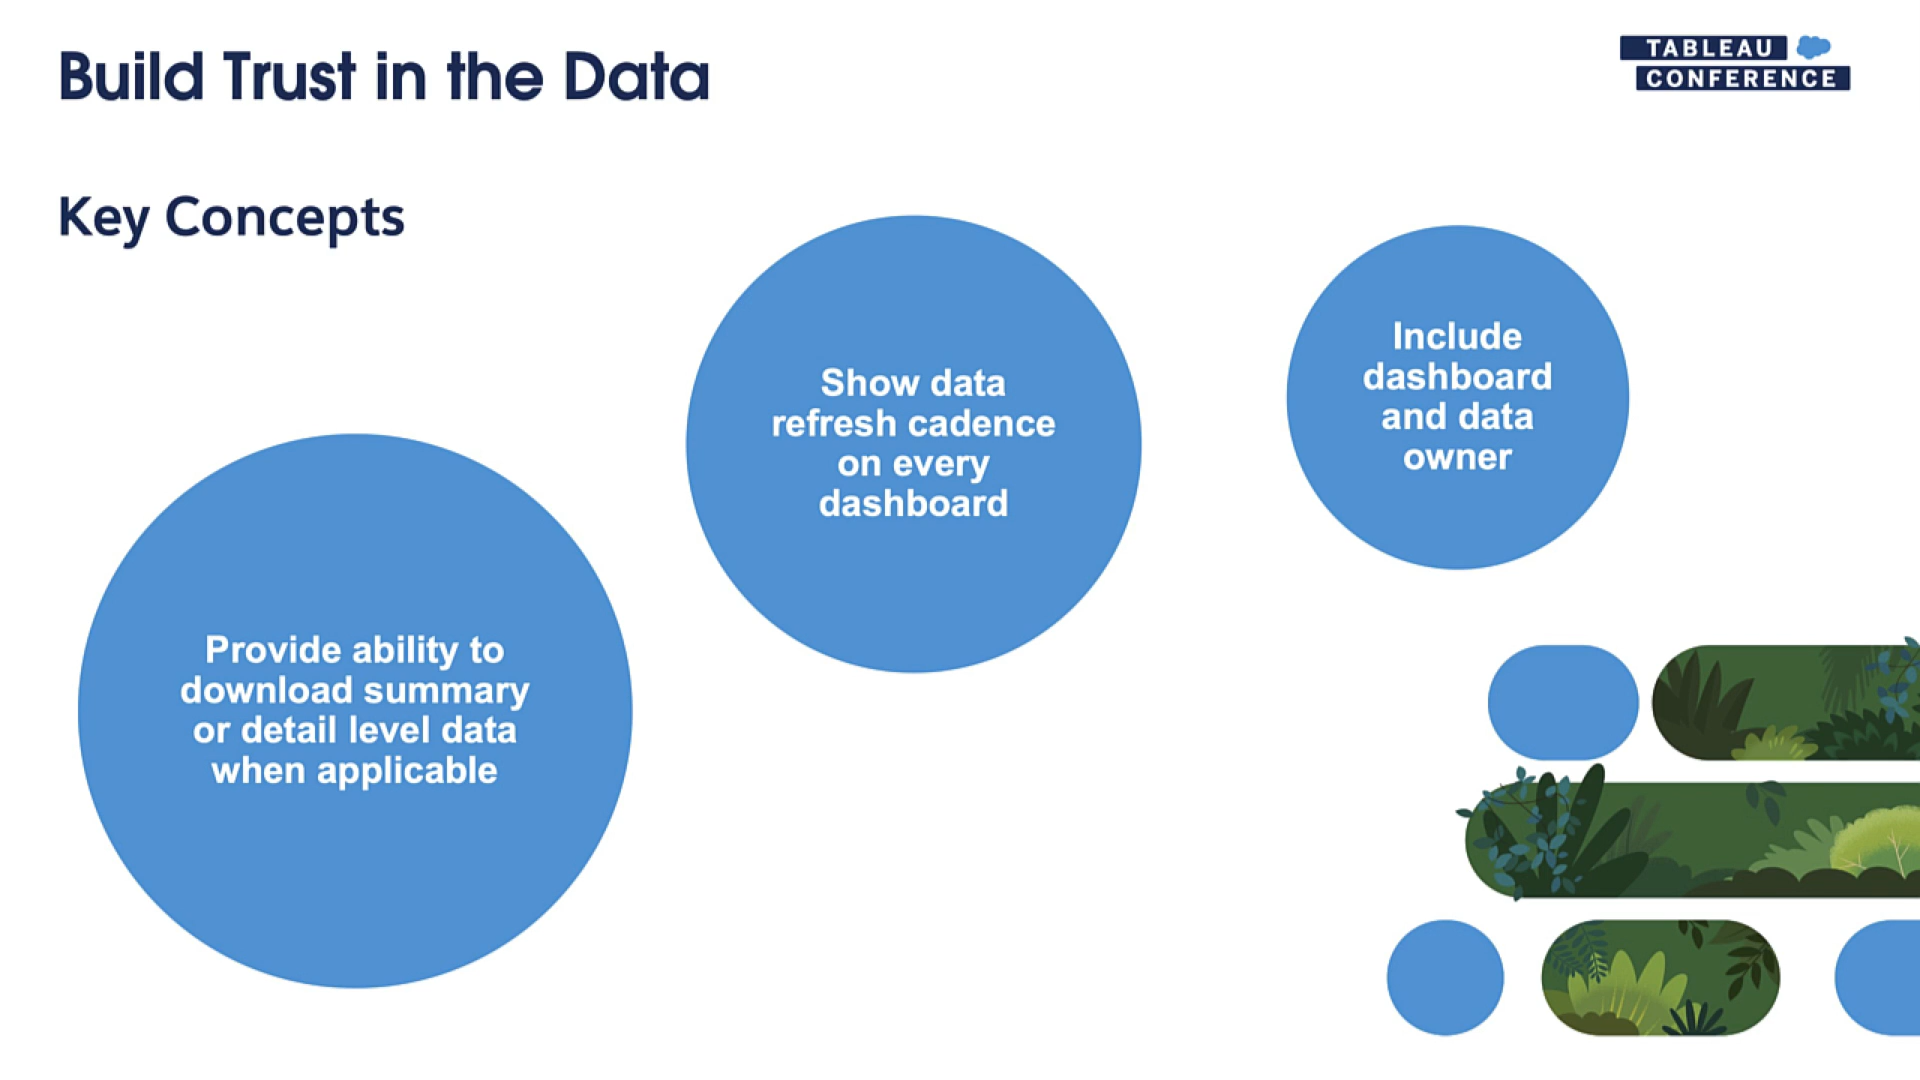 Build Trust in the Data
TABLEAU
CONFERENCE
Key Concepts
Provide ability to
download summary
or detail level data
when applicable
Show data
refresh cadence
on every
dashboard
Include
dashboard
and data
owner